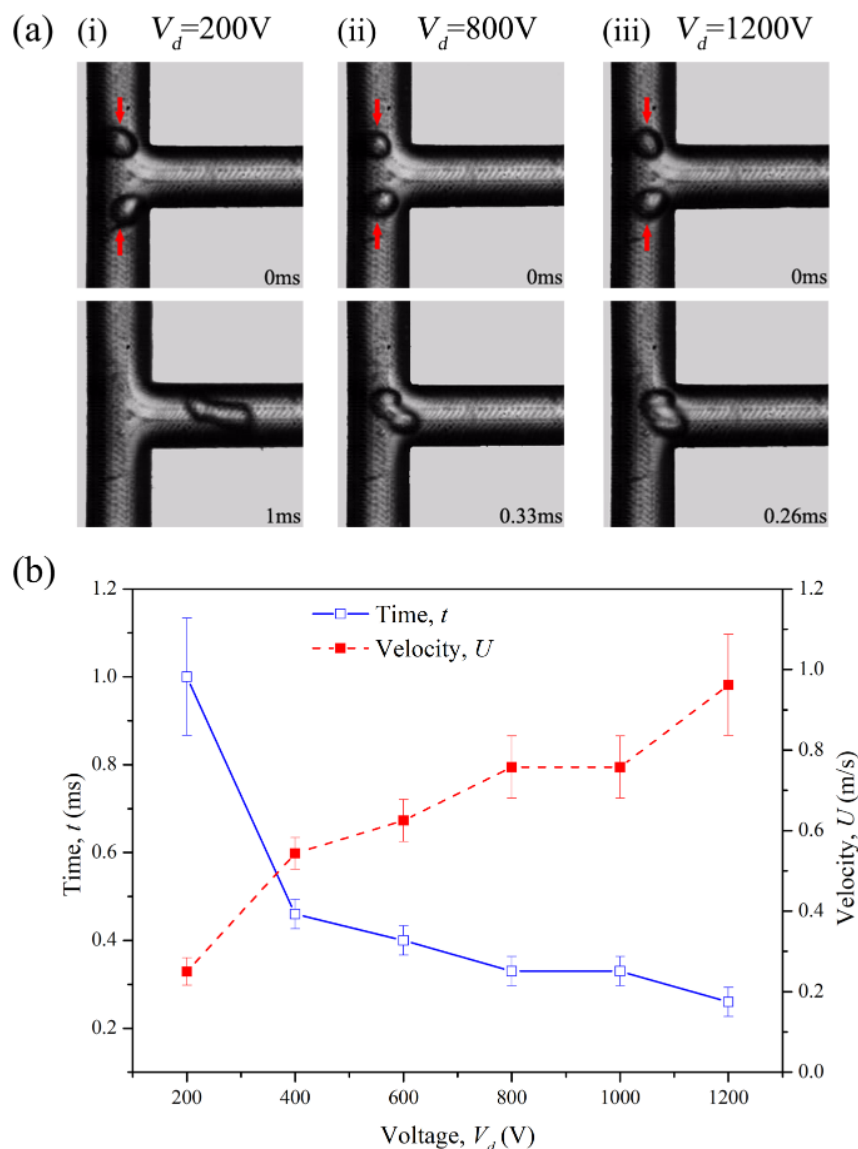 (a) (i) V_d=200V (ii) V_d=800V (iii) V_d=1200V
0ms 0ms 0ms
1ms 0.33ms 0.26ms
(b)
Time, t
Velocity, U
1.2
1.0
0.8
0.6
0.4
0.2
Time, t (ms)
1.2
1.0
0.8
0.6
0.4
0.2
0.0
Velocity, U (m/s)
200 400 600 800 1000 1200
Voltage, V_d (V)